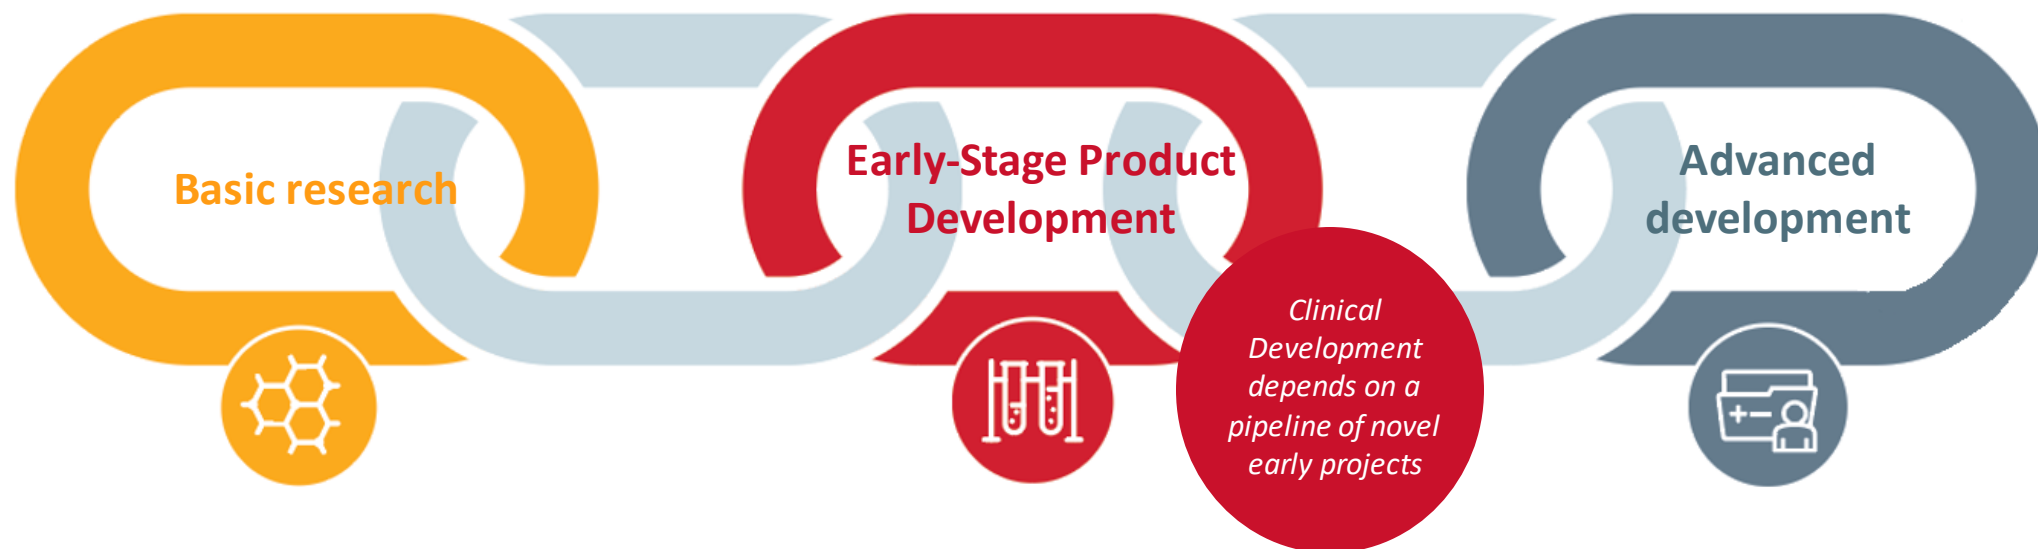 Basic research
Early-Stage Product
Development
Clinical
Development
depends on a
pipeline of novel
early projects
Advanced
development